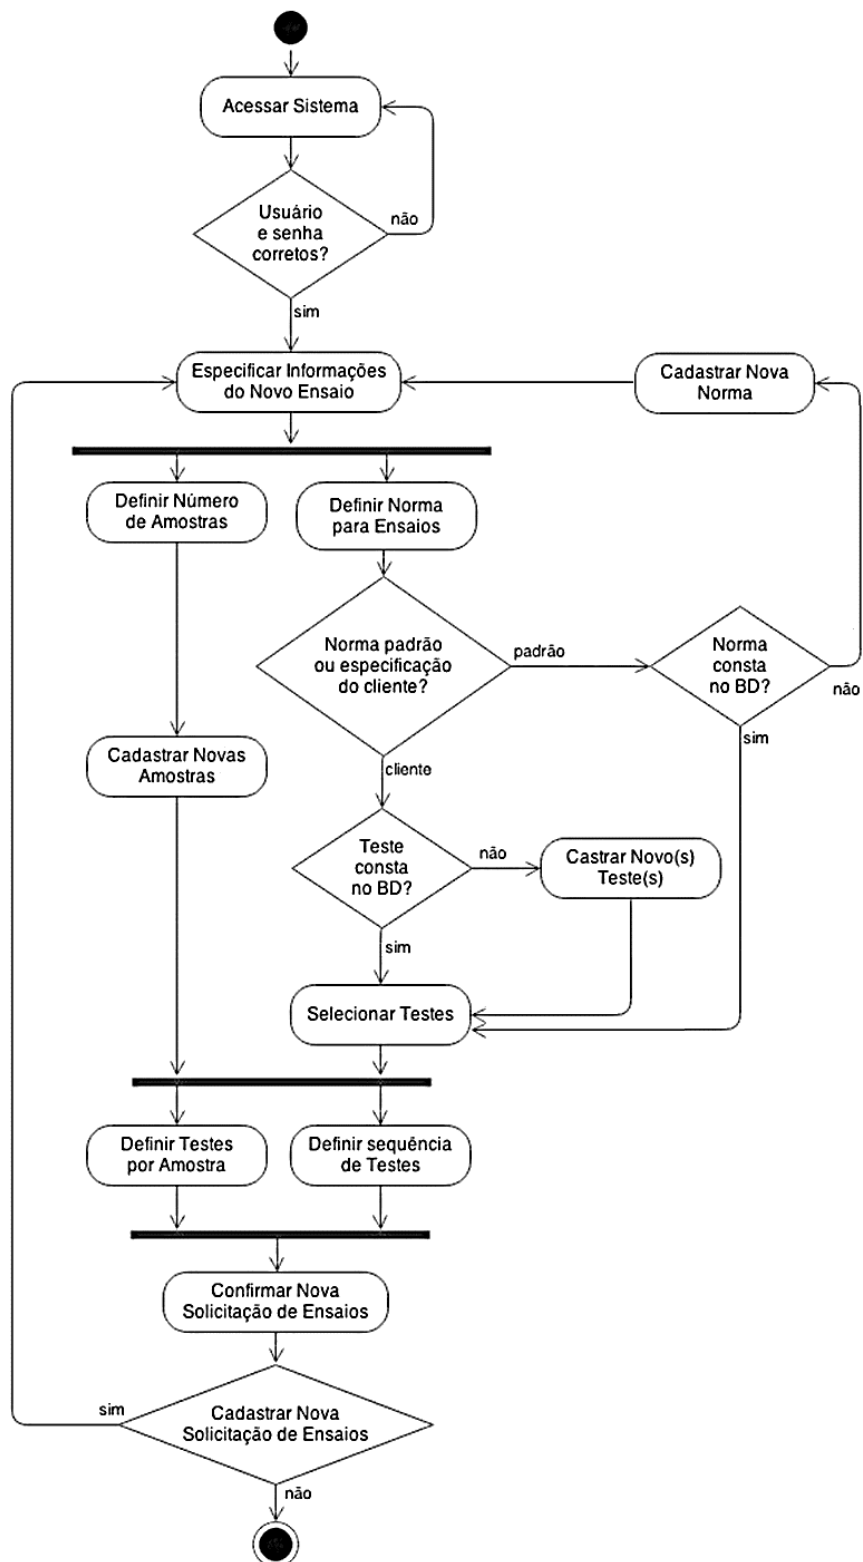 Acessar Sistema
Usuário
e senha
corretos?
não
sim
Especificar Informações
do Novo Ensaio
Cadastrar Nova
Norma
Definir Número
de Amostras
Definir Norma
para Ensaios
Norma padrão
ou especificação
do cliente?
padrão
Norma
consta
no BD?
não
sim
cliente
Cadastrar Novas
Amostras
Teste
consta
no BD?
não
Castrar Novo(s)
Teste(s)
sim
Selecionar Testes
Definir Testes
por Amostra
Definir sequência
de Testes
Confirmar Nova
Solicitação de Ensaios
sim
Cadastrar Nova
Solicitação de Ensaios
não